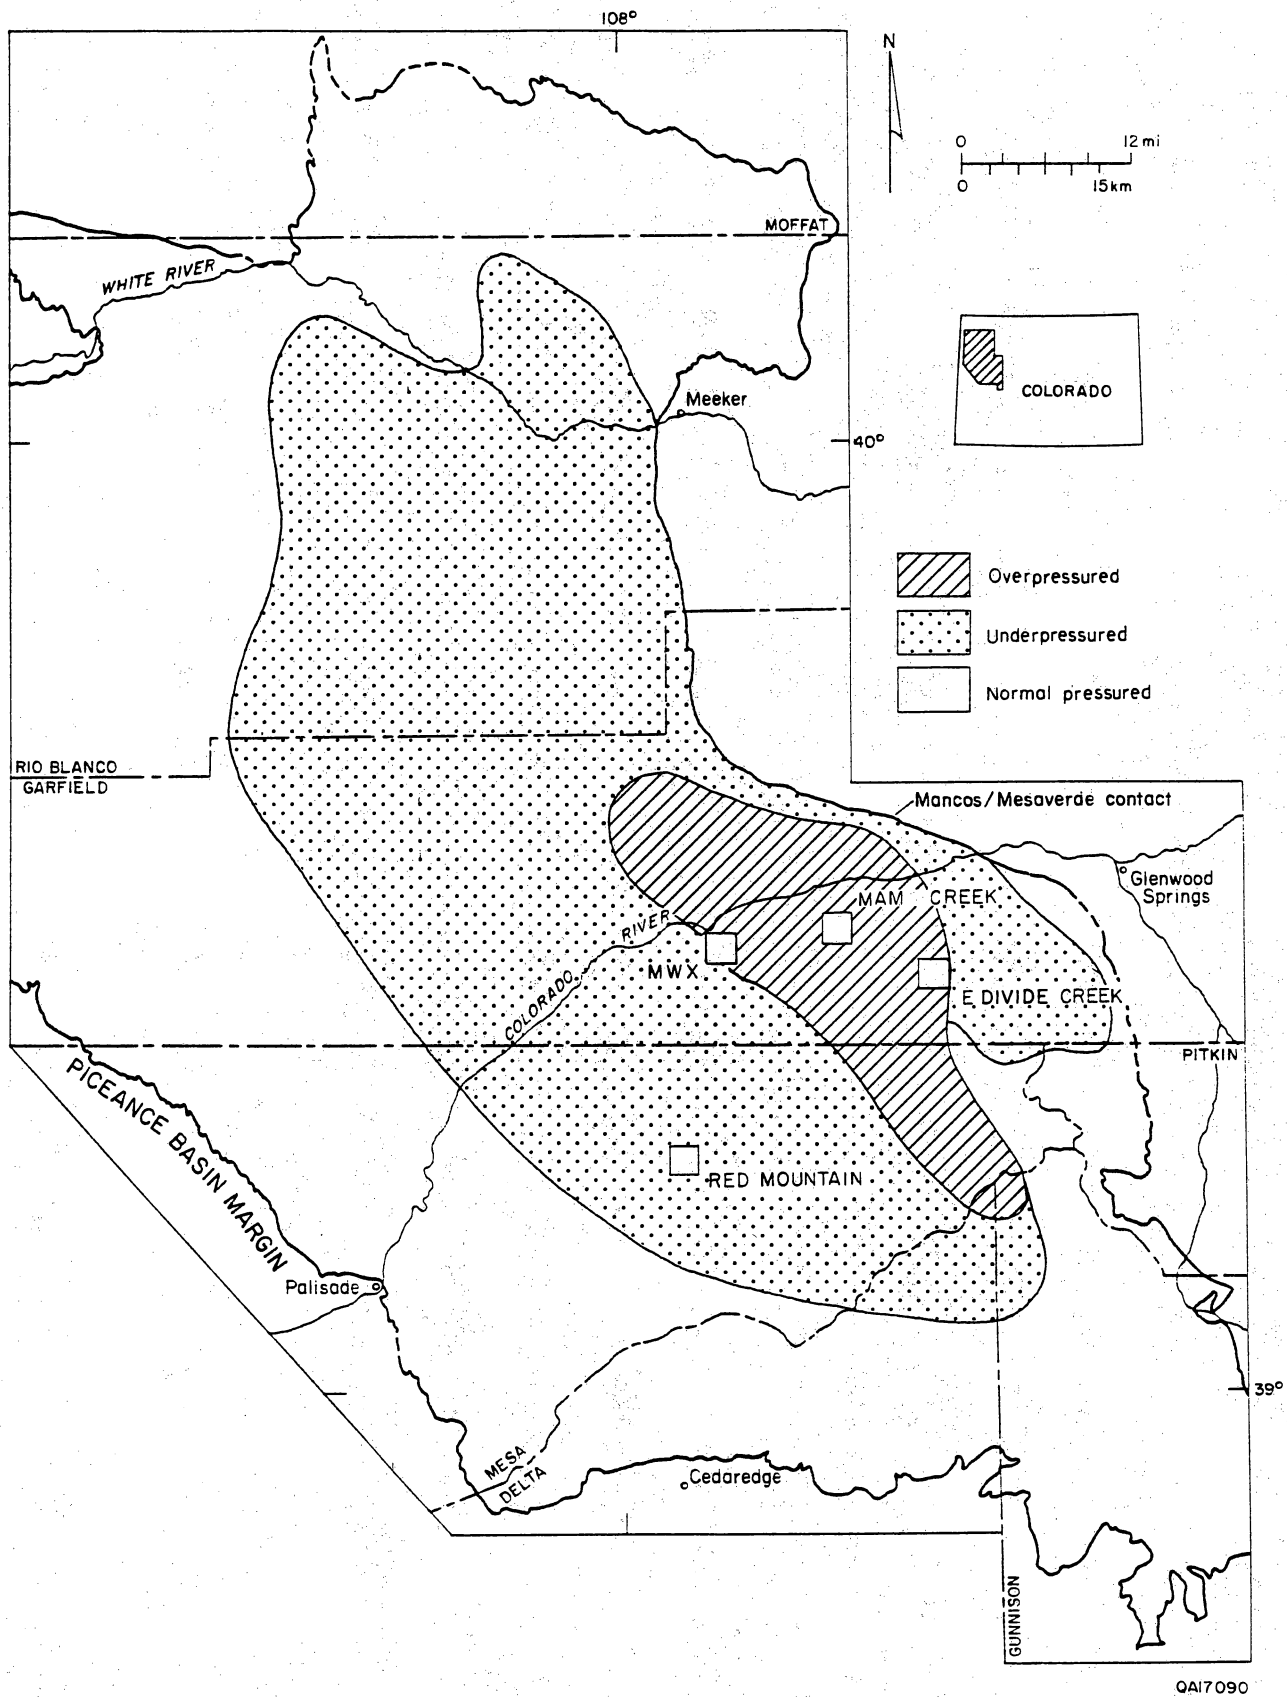 108°
N
0 12 mi
0 15 km
MOFFAT
WHITE RIVER
COLORADO
Meeker
40°
Overpressured
Underpressured
Normal pressured
RIO BLANCO
GARFIELD
Mancos/Mesaverde contact
Glenwood
Springs
MAM CREEK
RIVER
MWX
COLORADO
E DIVIDE CREEK
PITKIN
PICEANCE BASIN MARGIN
RED MOUNTAIN
Palisade
39°
MESA
DELTA
Cedaredge
GUNNISON
QA17090